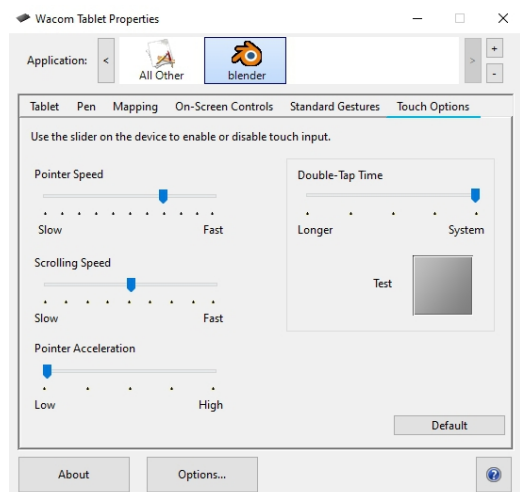 Wacom Tablet Properties
Application:
<
All Other
blender
>
+
-
Tablet Pen Mapping On-Screen Controls Standard Gestures Touch Options
Use the slider on the device to enable or disable touch input.
Pointer Speed
Slow Fast
Scrolling Speed
Slow Fast
Pointer Acceleration
Low High
Double-Tap Time
Longer System
Test
Default
About Options... ?